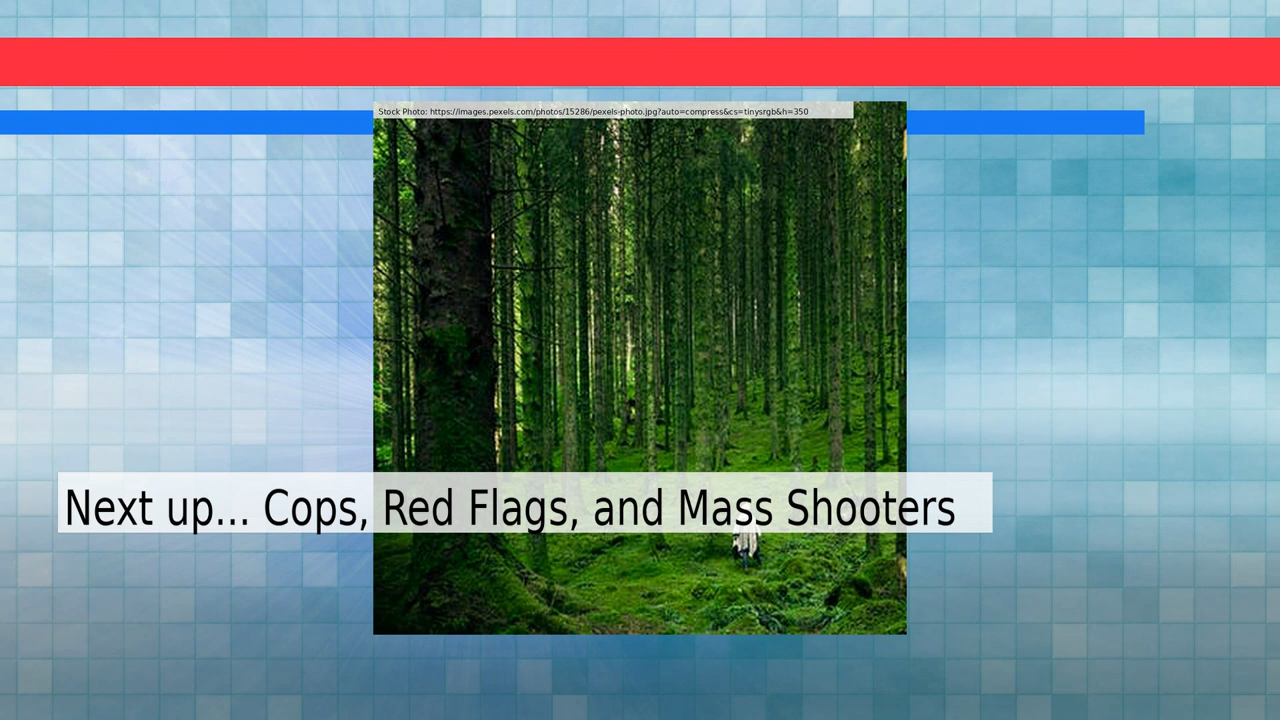 Stock Photo: https://images.pexels.com/photos/15286/pexels-photo.jpg?auto=compress&cs=tinysrgb&h=350
Next up... Cops, Red Flags, and Mass Shooters